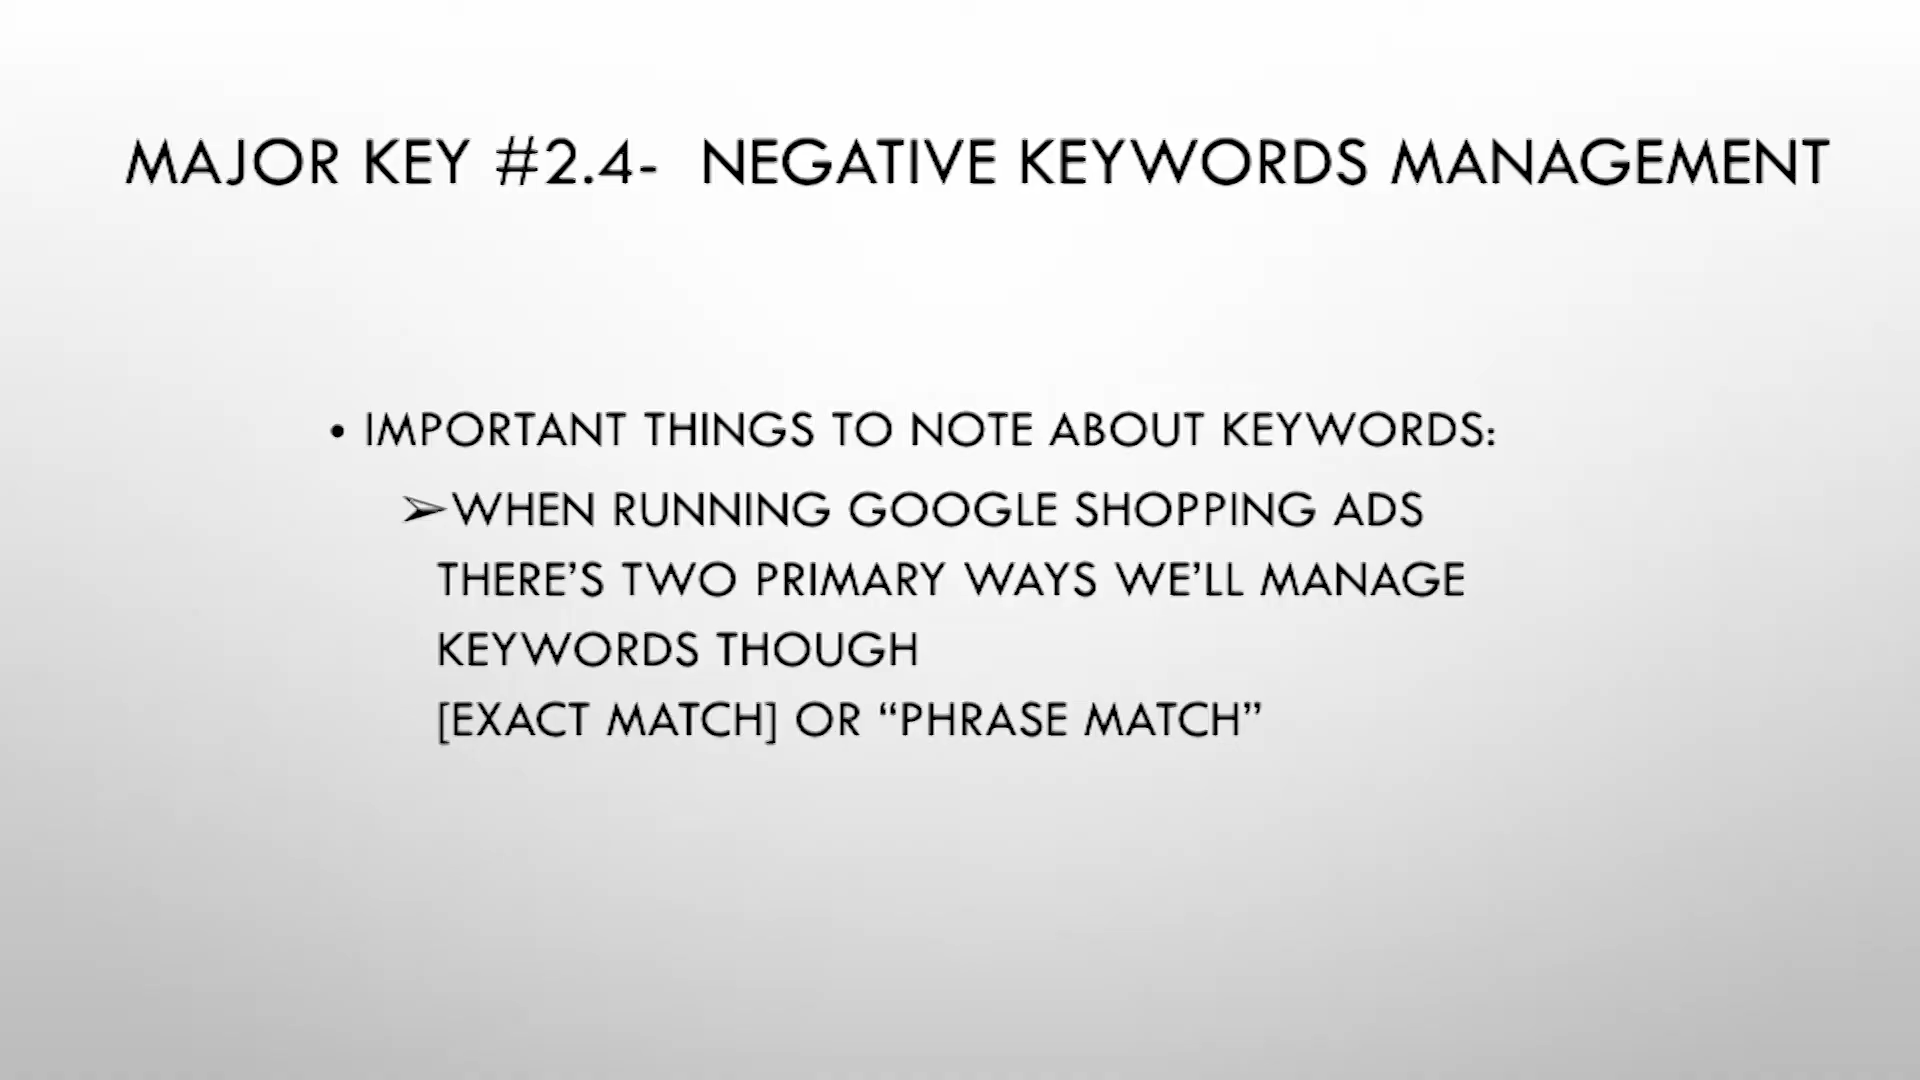 MAJOR KEY #2.4- NEGATIVE KEYWORDS MANAGEMENT
• IMPORTANT THINGS TO NOTE ABOUT KEYWORDS:
➢WHEN RUNNING GOOGLE SHOPPING ADS
THERE’S TWO PRIMARY WAYS WE’LL MANAGE
KEYWORDS THOUGH
[EXACT MATCH] OR “PHRASE MATCH”